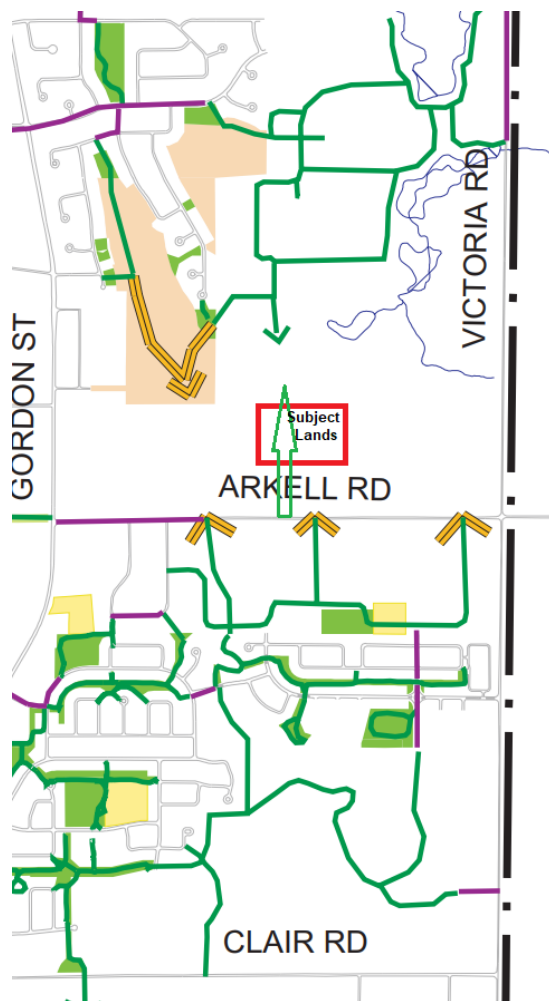 VICTORIA RD
GORDON ST
Subject
Lands
ARKELL RD
CLAIR RD